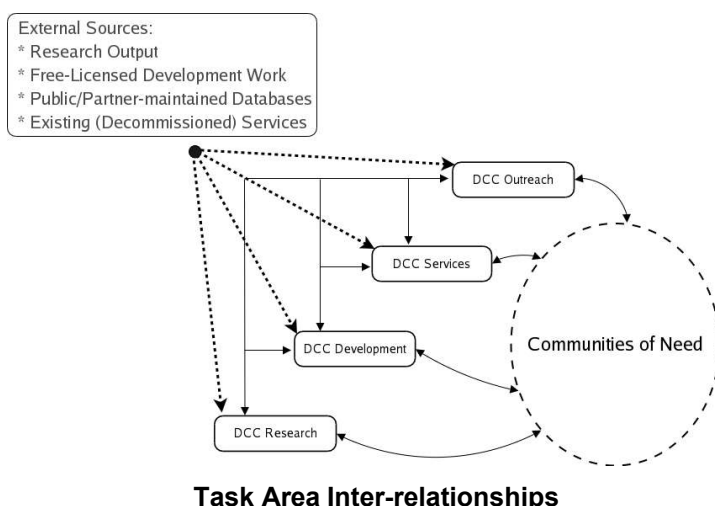 External Sources:
* Research Output
* Free-Licensed Development Work
* Public/Partner-maintained Databases
* Existing (Decommissioned) Services
DCC Outreach
DCC Services
DCC Development
Communities of Need
DCC Research
Task Area Inter-relationships